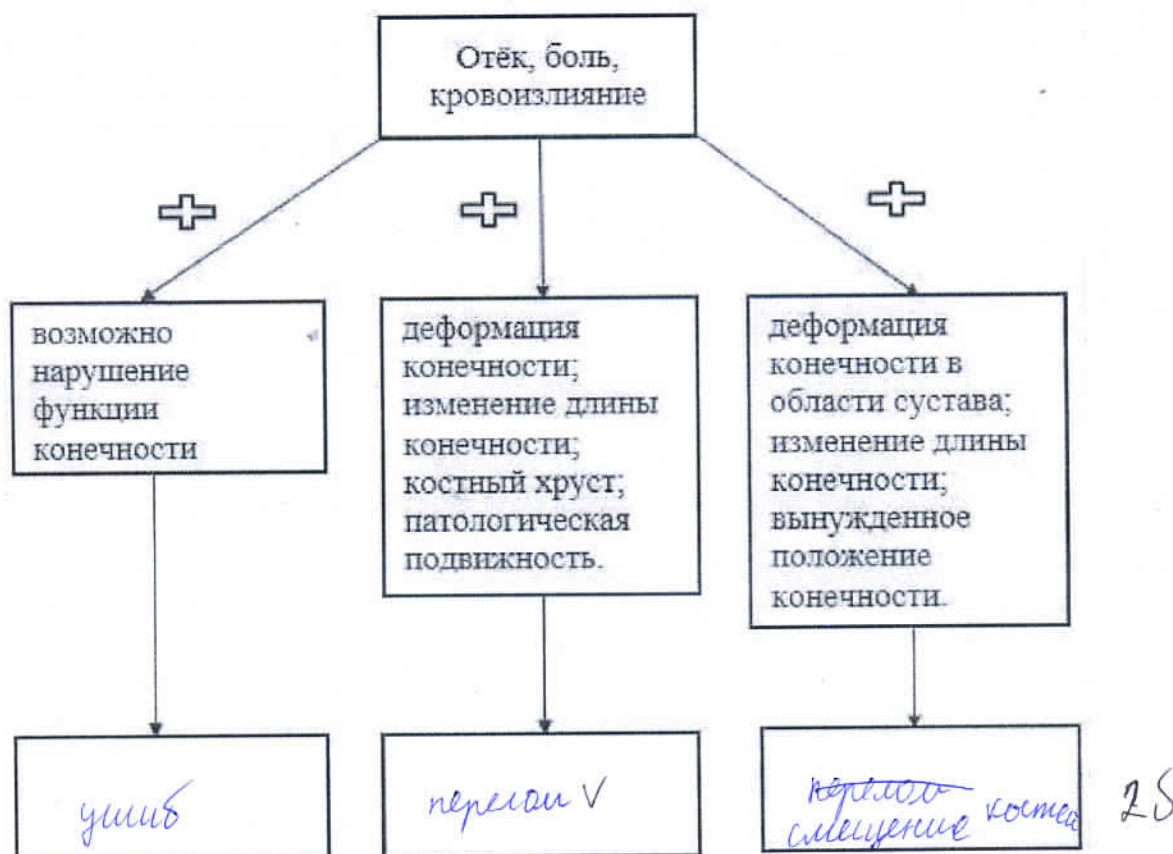 Отёк, боль,
кровоизлияние
возможно
нарушение
функции
конечности
деформация
конечности;
изменение длины
конечности;
костный хруст;
патологическая
подвижность.
деформация
конечности в
области сустава;
изменение длины
конечности;
вынужденное
положение
конечности.
ушиб
перелом V
перелом
смещение костей
2б